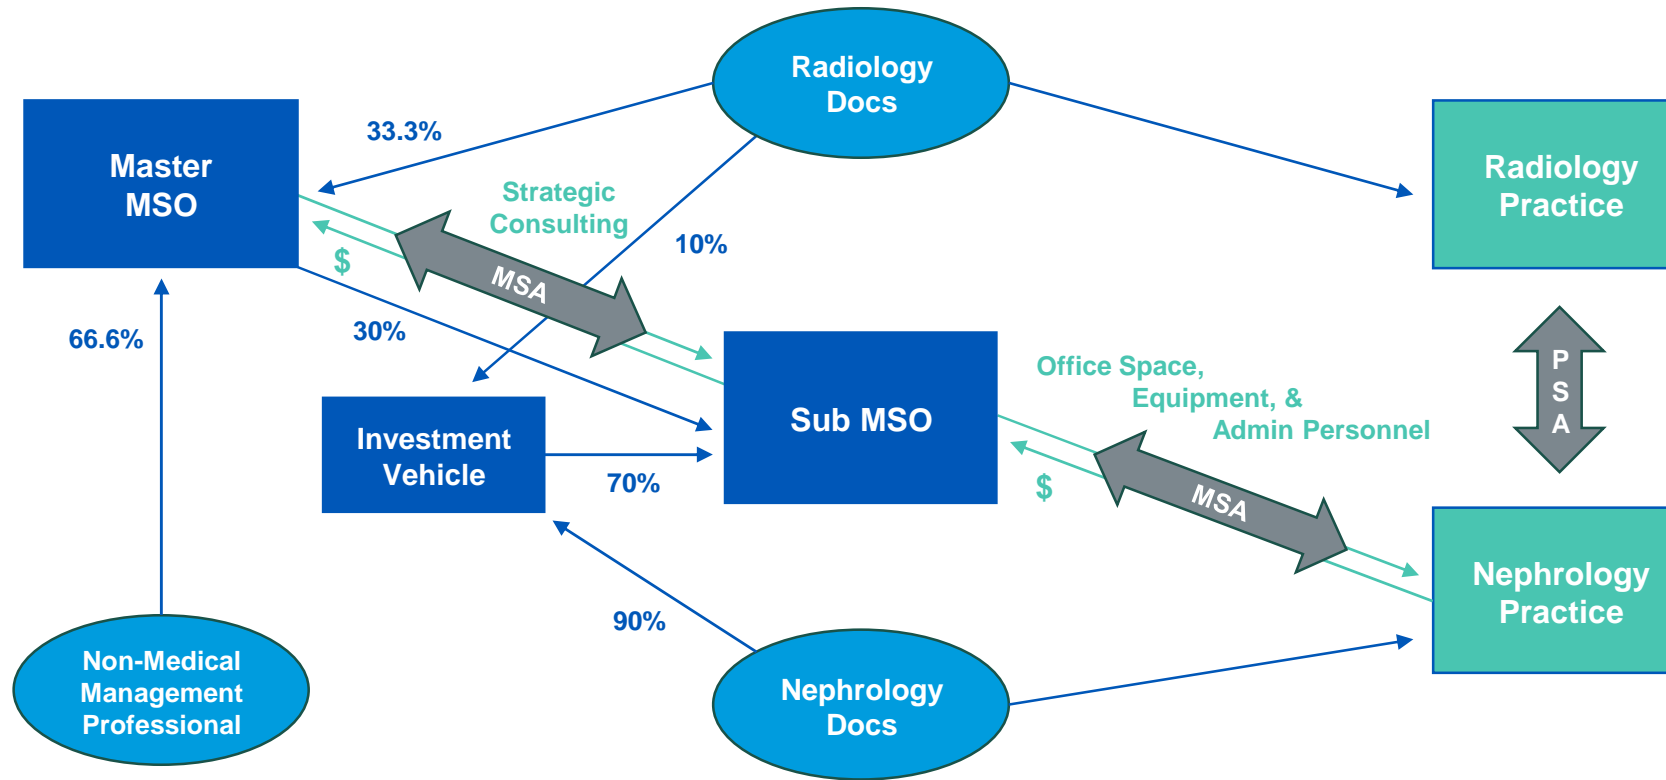 Radiology
Docs
33.3%
Master
MSO
Radiology
Practice
Strategic
Consulting
10%
$
MSA
66.6%
30%
Office Space,
Equipment, &
Admin Personnel
P
S
A
Sub MSO
Investment
Vehicle
70%
$
MSA
Nephrology
Practice
90%
Non-Medical
Management
Professional
Nephrology
Docs